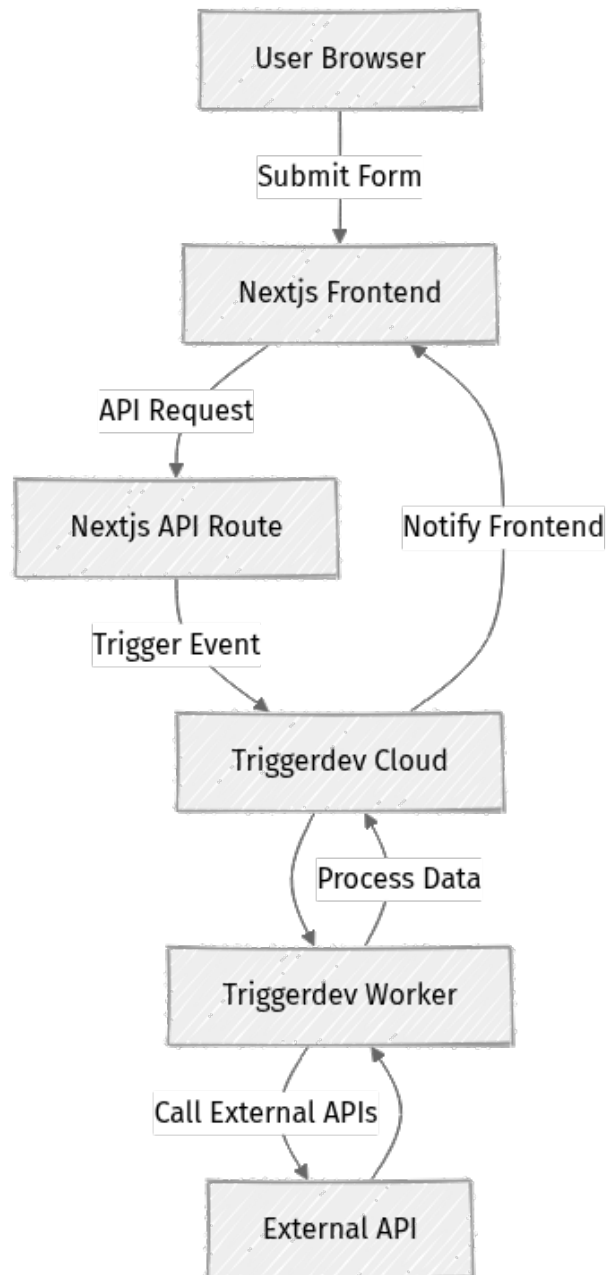 User Browser
Submit Form
Nextjs Frontend
API Request
Nextjs API Route
Notify Frontend
Trigger Event
Triggerdev Cloud
Process Data
Triggerdev Worker
Call External APIs
External API